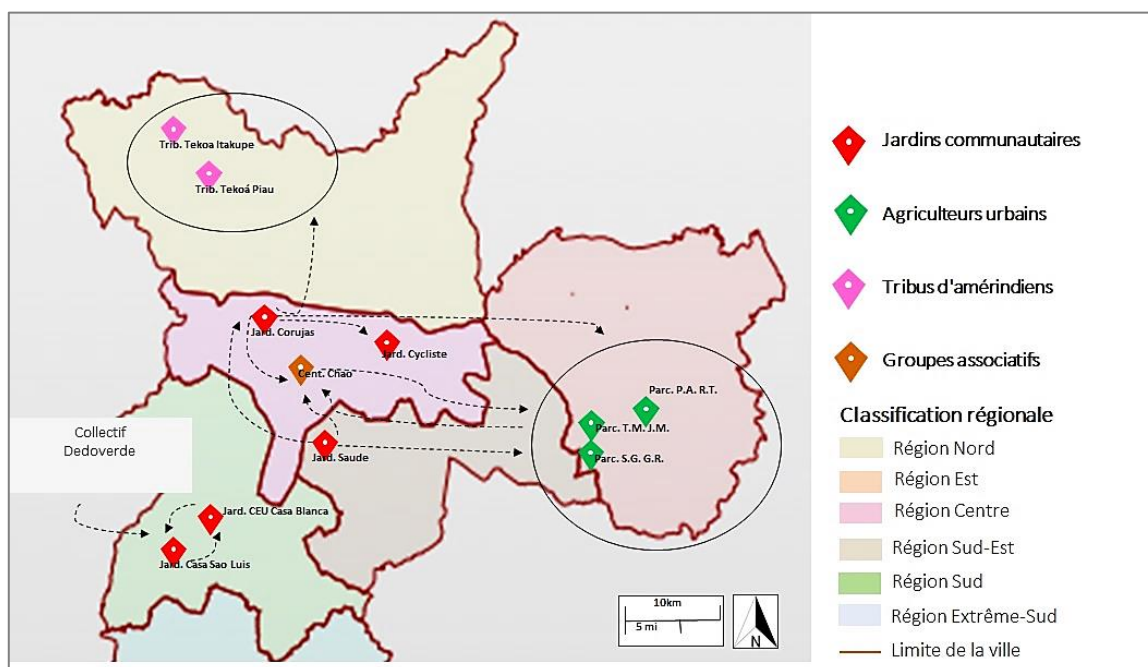 Trib. Tekoa Itakupe
Trib. Tekoá Piau
Jard. Corujas
Jard. Cycliste
Cent. Chao
Parc. P.A. R.T.
Parc. T.M. J.M.
Collectif
Dedoverde
Jard. Saude
Parc. S.G. G.R.
Jard. CEU Casa Blanca
Jard. Casa Sao Luis
10km
5 mi
N
Jardins communautaires
Agriculteurs urbains
Tribus d'amérindiens
Groupes associatifs
Classification régionale
Région Nord
Région Est
Région Centre
Région Sud-Est
Région Sud
Région Extrême-Sud
Limite de la ville